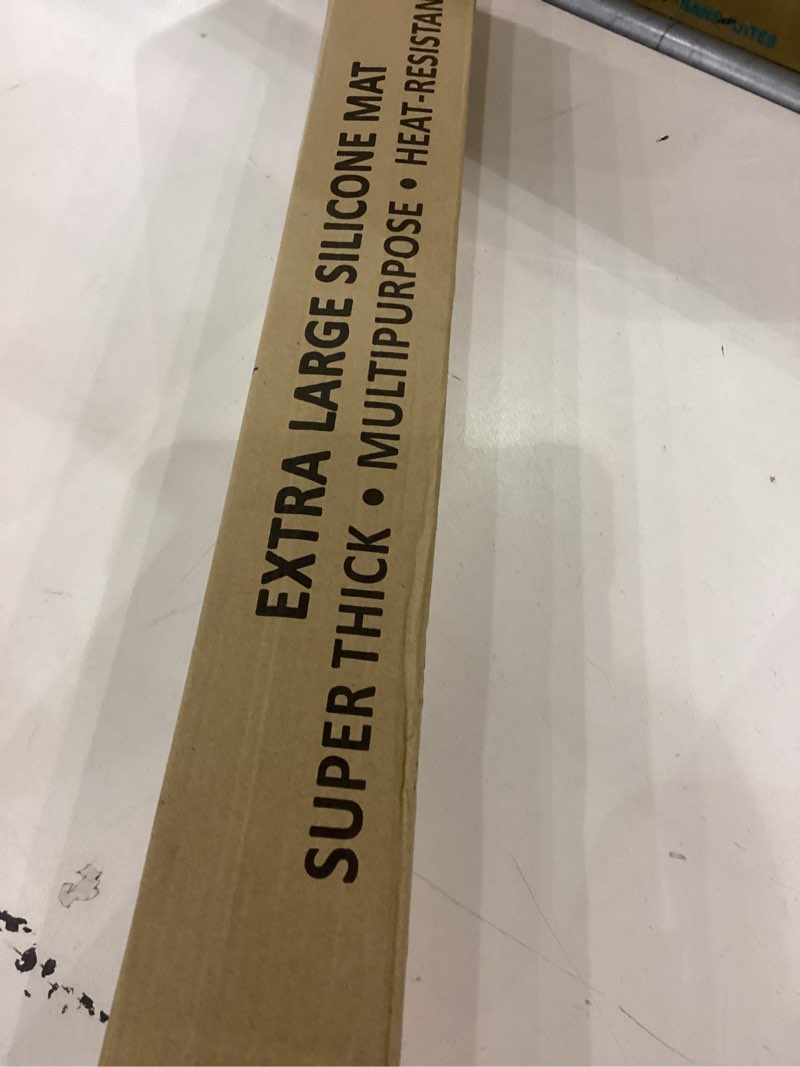 EXTRA LARGE SILICONE MAT
SUPER THICK • MULTIPURPOSE • HEAT-RESISTAN